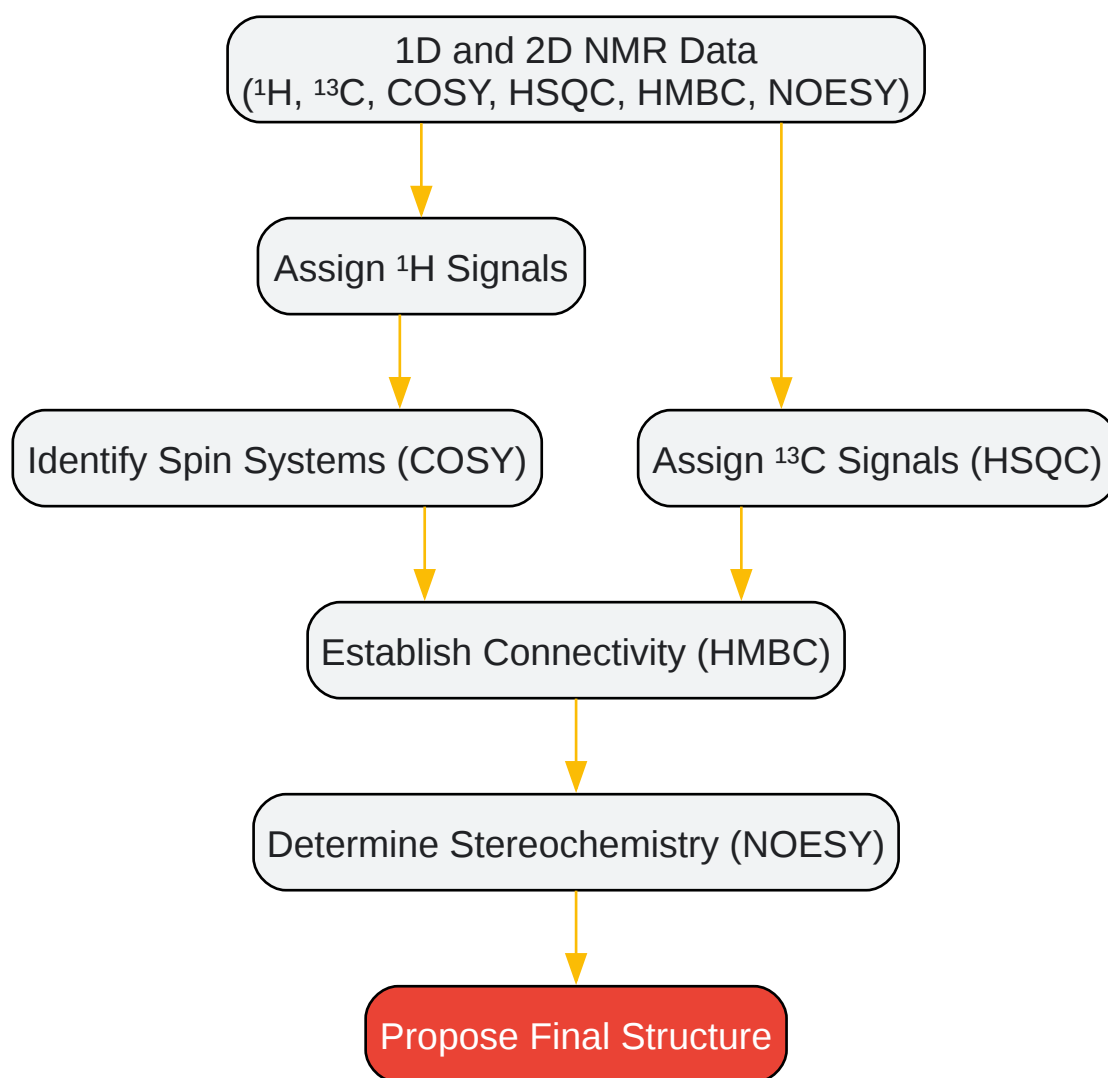 1D and 2D NMR Data
(¹H, ¹³C, COSY, HSQC, HMBC, NOESY)
Assign ¹H Signals
Identify Spin Systems (COSY)
Assign ¹³C Signals (HSQC)
Establish Connectivity (HMBC)
Determine Stereochemistry (NOESY)
Propose Final Structure